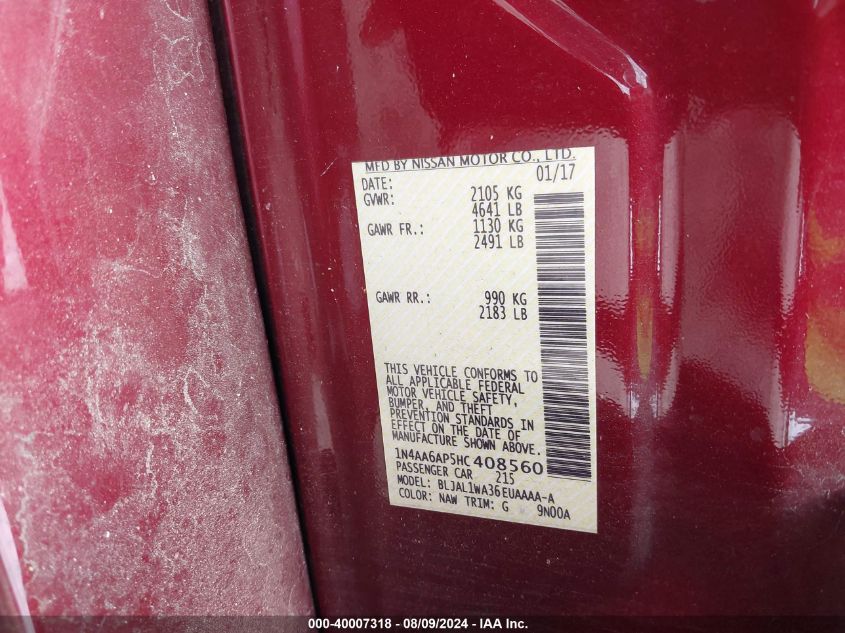 MFD BY NISSAN MOTOR CO., LTD.
DATE: 01/17
GVWR: 2105 KG
4641 LB
GAWR FR.: 1130 KG
2491 LB
GAWR RR.: 990 KG
2183 LB
THIS VEHICLE CONFORMS TO
ALL APPLICABLE FEDERAL
MOTOR VEHICLE SAFETY,
BUMPER, AND THEFT
PREVENTION STANDARDS IN
EFFECT ON THE DATE OF
MANUFACTURE SHOWN ABOVE.
1N4AA6AP5HC408560
PASSENGER CAR 215
MODEL: BLJAL1WA36EUAAAA-A
COLOR: NAW TRIM: G 9N00A
000-40007318 - 08/09/2024 - IAA Inc.